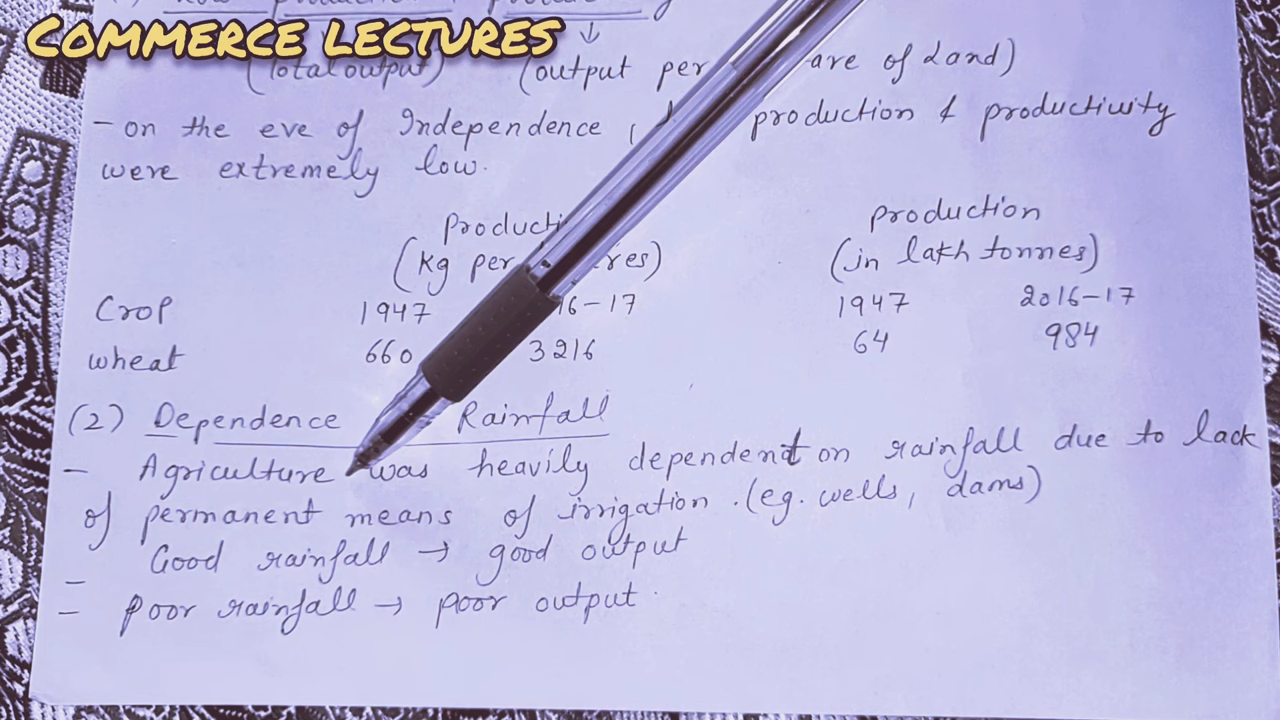 COMMERCE LECTURES
(Total output) (output per are of Land)
- on the eve of Independence, production & productivity
were extremely low.
Producti production
(Kg per res) (in lakh tonnes)
Crop 1947 16-17 1947 2016-17
wheat 660 3216 64 984
(2) Dependence Rainfall
- Agriculture was heavily dependent on rainfall due to lack
of permanent means of irrigation. (eg. wells, dams)
- Good rainfall → good output
- Poor rainfall → poor output.